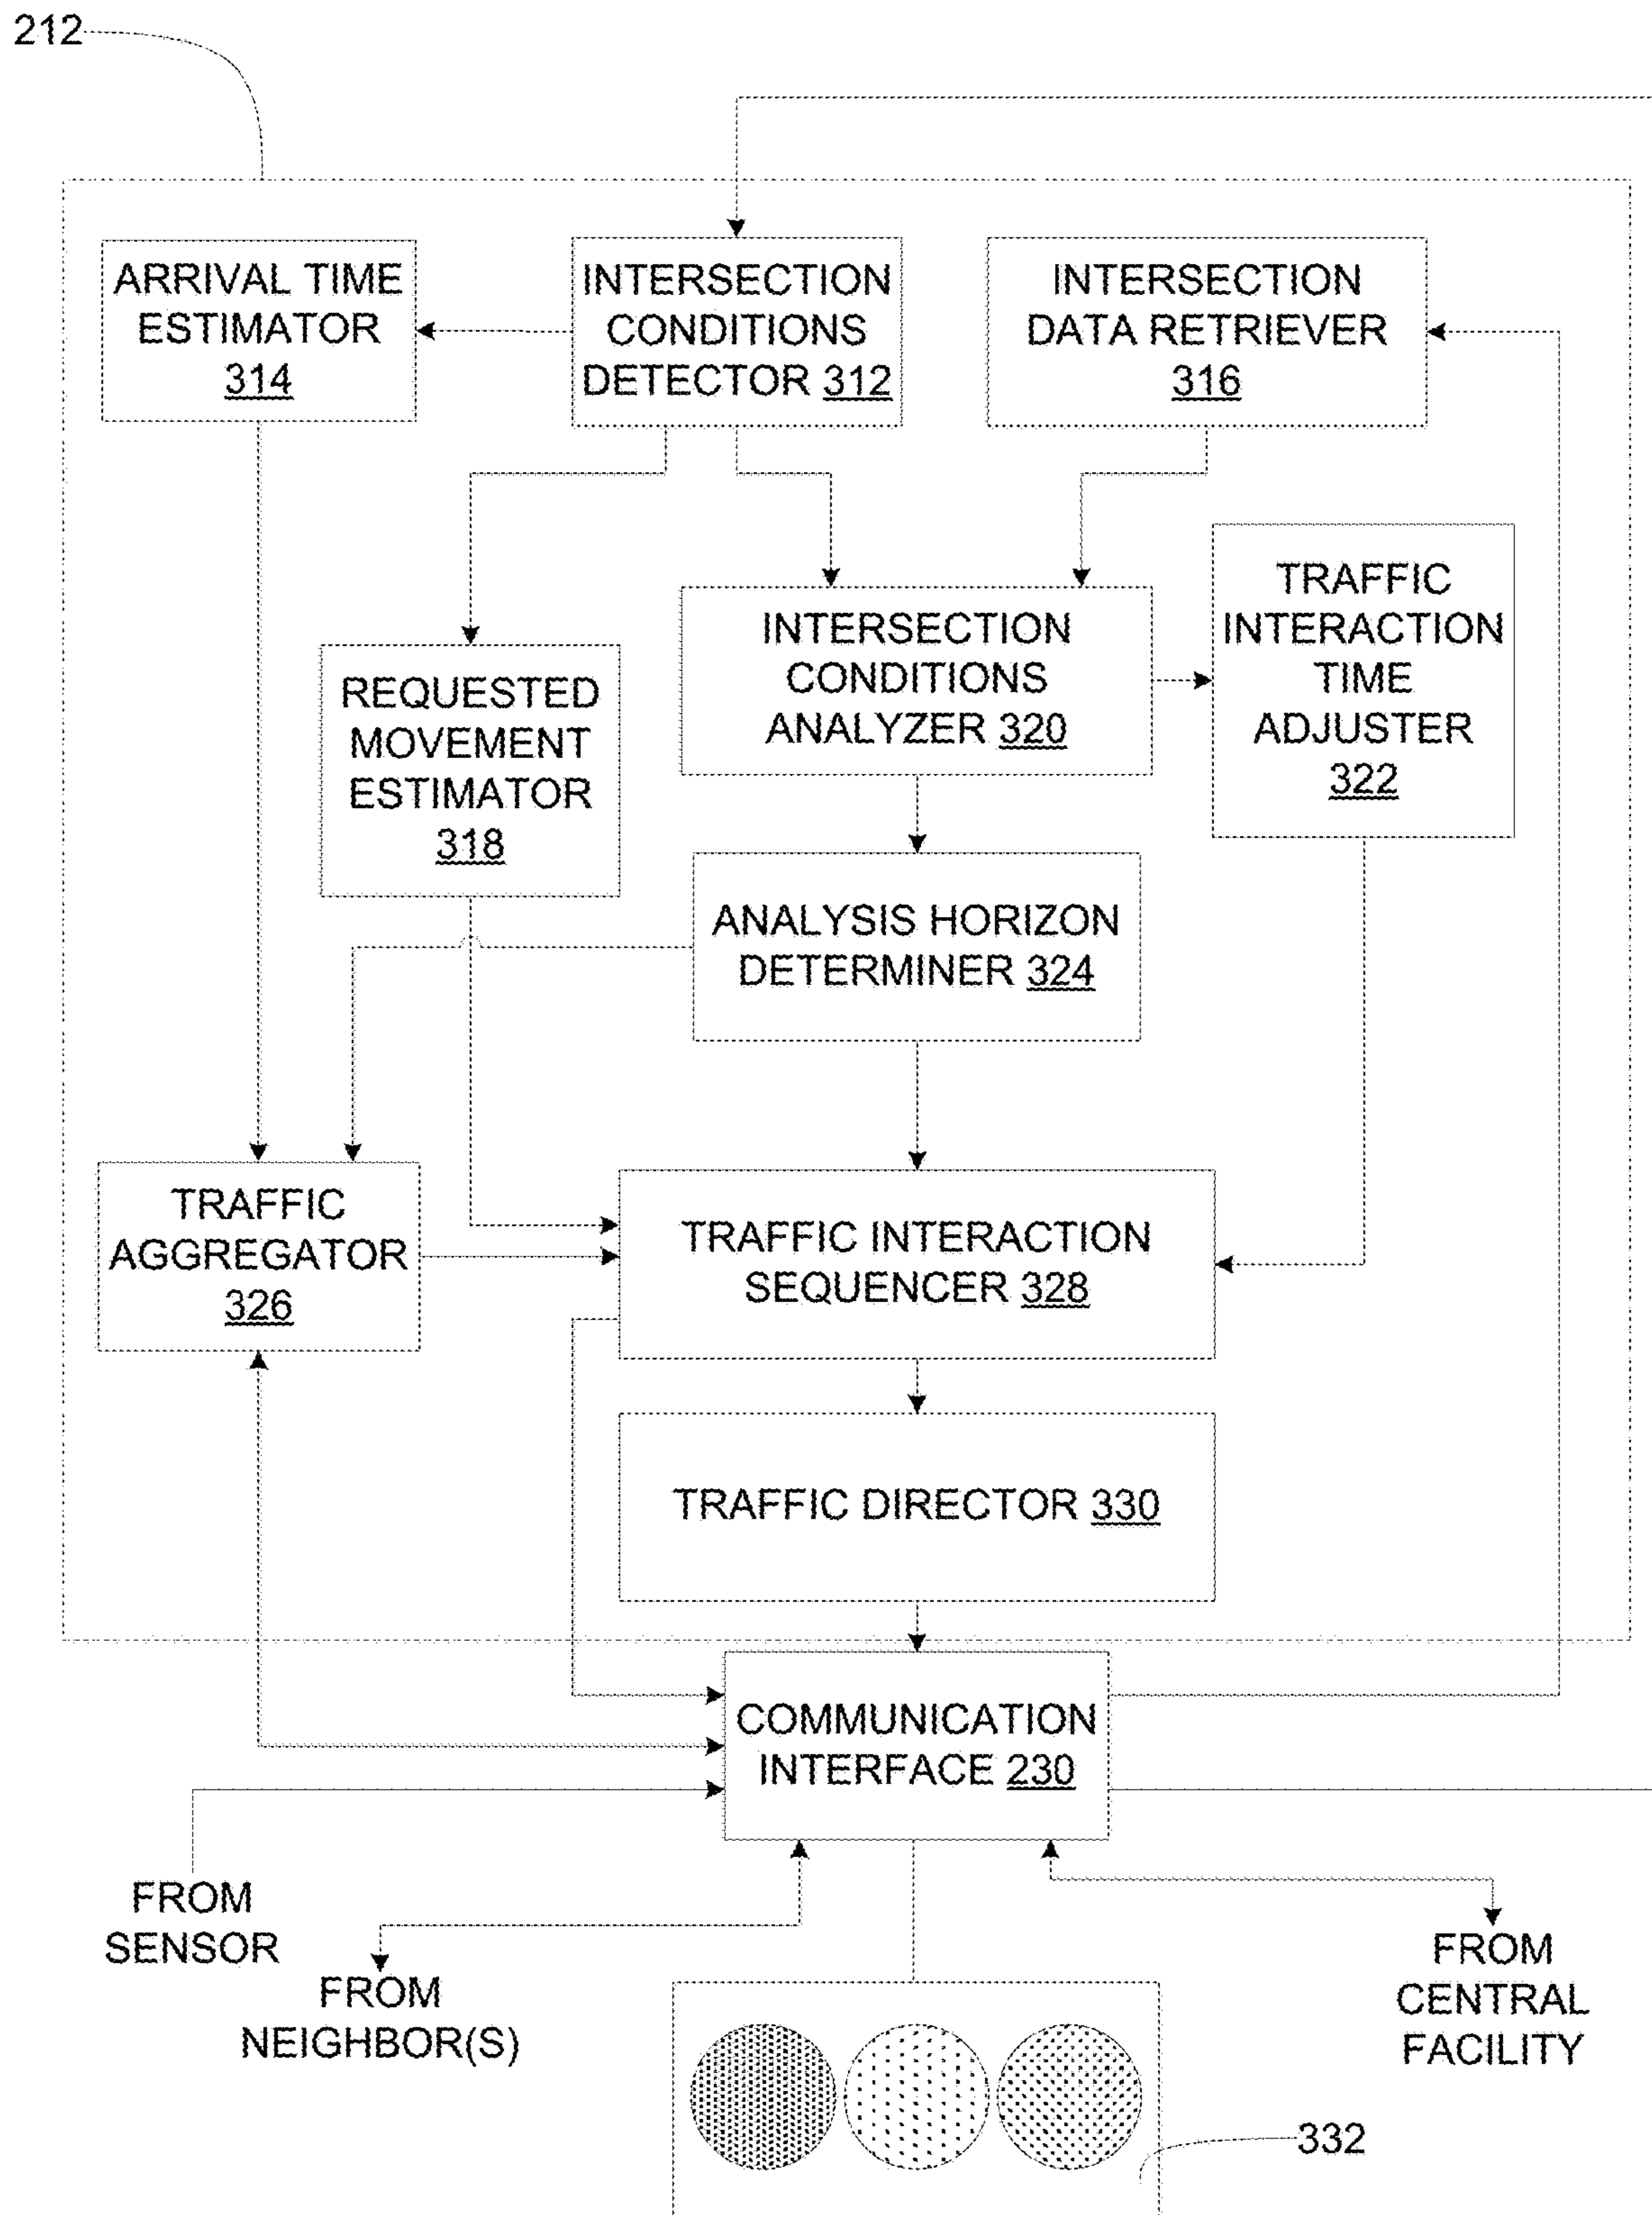 212
ARRIVAL TIME
ESTIMATOR
314
INTERSECTION
CONDITIONS
DETECTOR 312
INTERSECTION
DATA RETRIEVER
316
TRAFFIC
INTERACTION
TIME
ADJUSTER
322
INTERSECTION
CONDITIONS
ANALYZER 320
REQUESTED
MOVEMENT
ESTIMATOR
318
ANALYSIS HORIZON
DETERMINER 324
TRAFFIC
AGGREGATOR
326
TRAFFIC INTERACTION
SEQUENCER 328
TRAFFIC DIRECTOR 330
COMMUNICATION
INTERFACE 230
FROM
SENSOR
FROM
NEIGHBOR(S)
FROM
CENTRAL
FACILITY
332